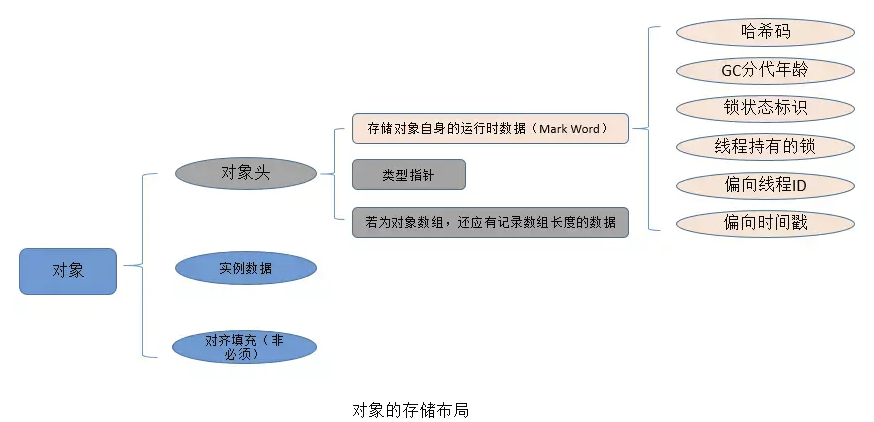 对象
对象头
实例数据
对齐填充（非
必须）
存储对象自身的运行时数据（Mark Word）
类型指针
若为对象数组，还应有记录数组长度的数据
哈希码
GC分代年龄
锁状态标识
线程持有的锁
偏向线程ID
偏向时间戳
对象的存储布局